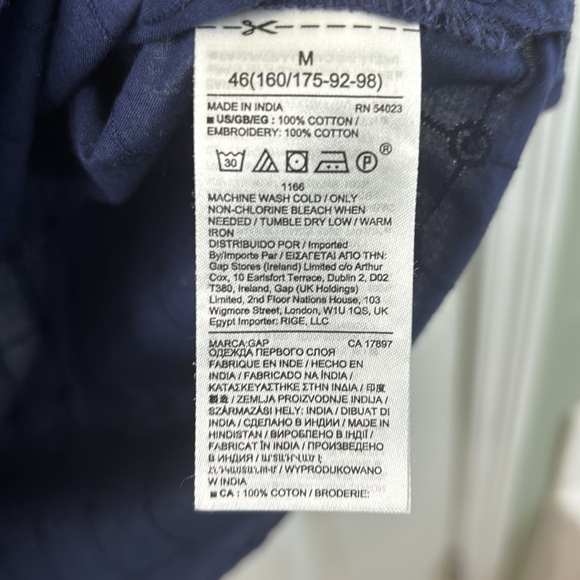 M
46(160/175-92-98)
MADE IN INDIA RN 54023
■ US/GB/EG : 100% COTTON /
EMBROIDERY: 100% COTTON
30 P ®
1166
MACHINE WASH COLD / ONLY
NON-CHLORINE BLEACH WHEN
NEEDED / TUMBLE DRY LOW / WARM
IRON
DISTRIBUIDO POR / Imported
By/Importe Par / ΕΙΣΑΓΕΤΑΙ ΑΠΟ ΤΗΝ:
Gap Stores (Ireland) Limited c/o Arthur
Cox, 10 Earlsfort Terrace, Dublin 2, D02
T380, Ireland, Gap (UK Holdings)
Limited, 2nd Floor Nations House, 103
Wigmore Street, London, W1U 1QS, UK
Egypt Importer: RIGE, LLC
MARCA:GAP CA 17897
ОДЕЖДА ПЕРВОГО СЛОЯ
FABRIQUE EN INDE / HECHO EN
INDIA / FABRICADO NA ÍNDIA /
ΚΑΤΑΣΚΕΥΑΣΤΗΚΕ ΣΤΗΝ ΙΝΔΙΑ / 印度
製造 / ZEMLJA PROIZVODNJE INDIJA /
SZÁRMAZÁSI HELY: INDIA / DIBUAT DI
INDIA / СДЕЛАНО В ИНДИИ / MADE IN
HINDISTAN / ВИРОБЛЕНО В ІНДІЇ /
FABRICAT ÎN INDIA / ПРОИЗВЕДЕНО
В ИНДИЯ /
/ WYPRODUKOWANO
W INDIA
■ CA : 100% COTON / BRODERIE: